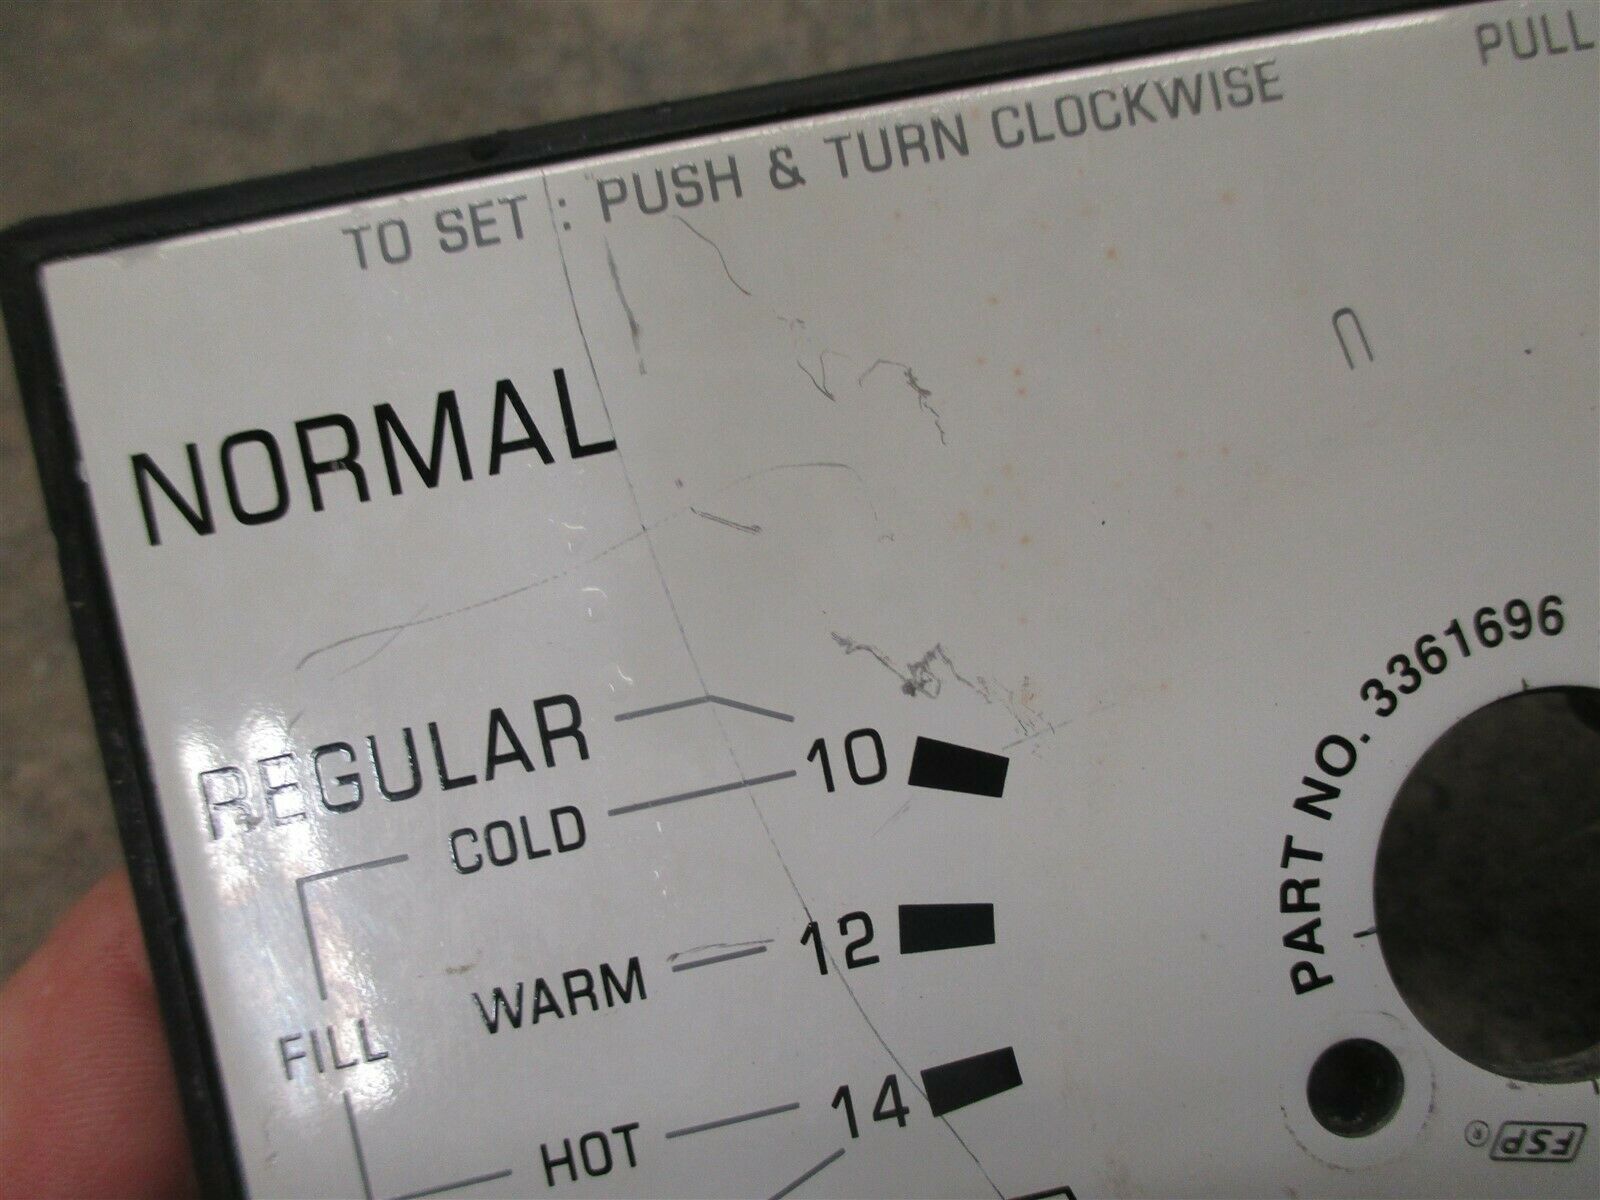 PULL
TO SET : PUSH & TURN CLOCKWISE
NORMAL
REGULAR 10
COLD
WARM 12
FILL
HOT 14
PART NO. 3361696
FSP®